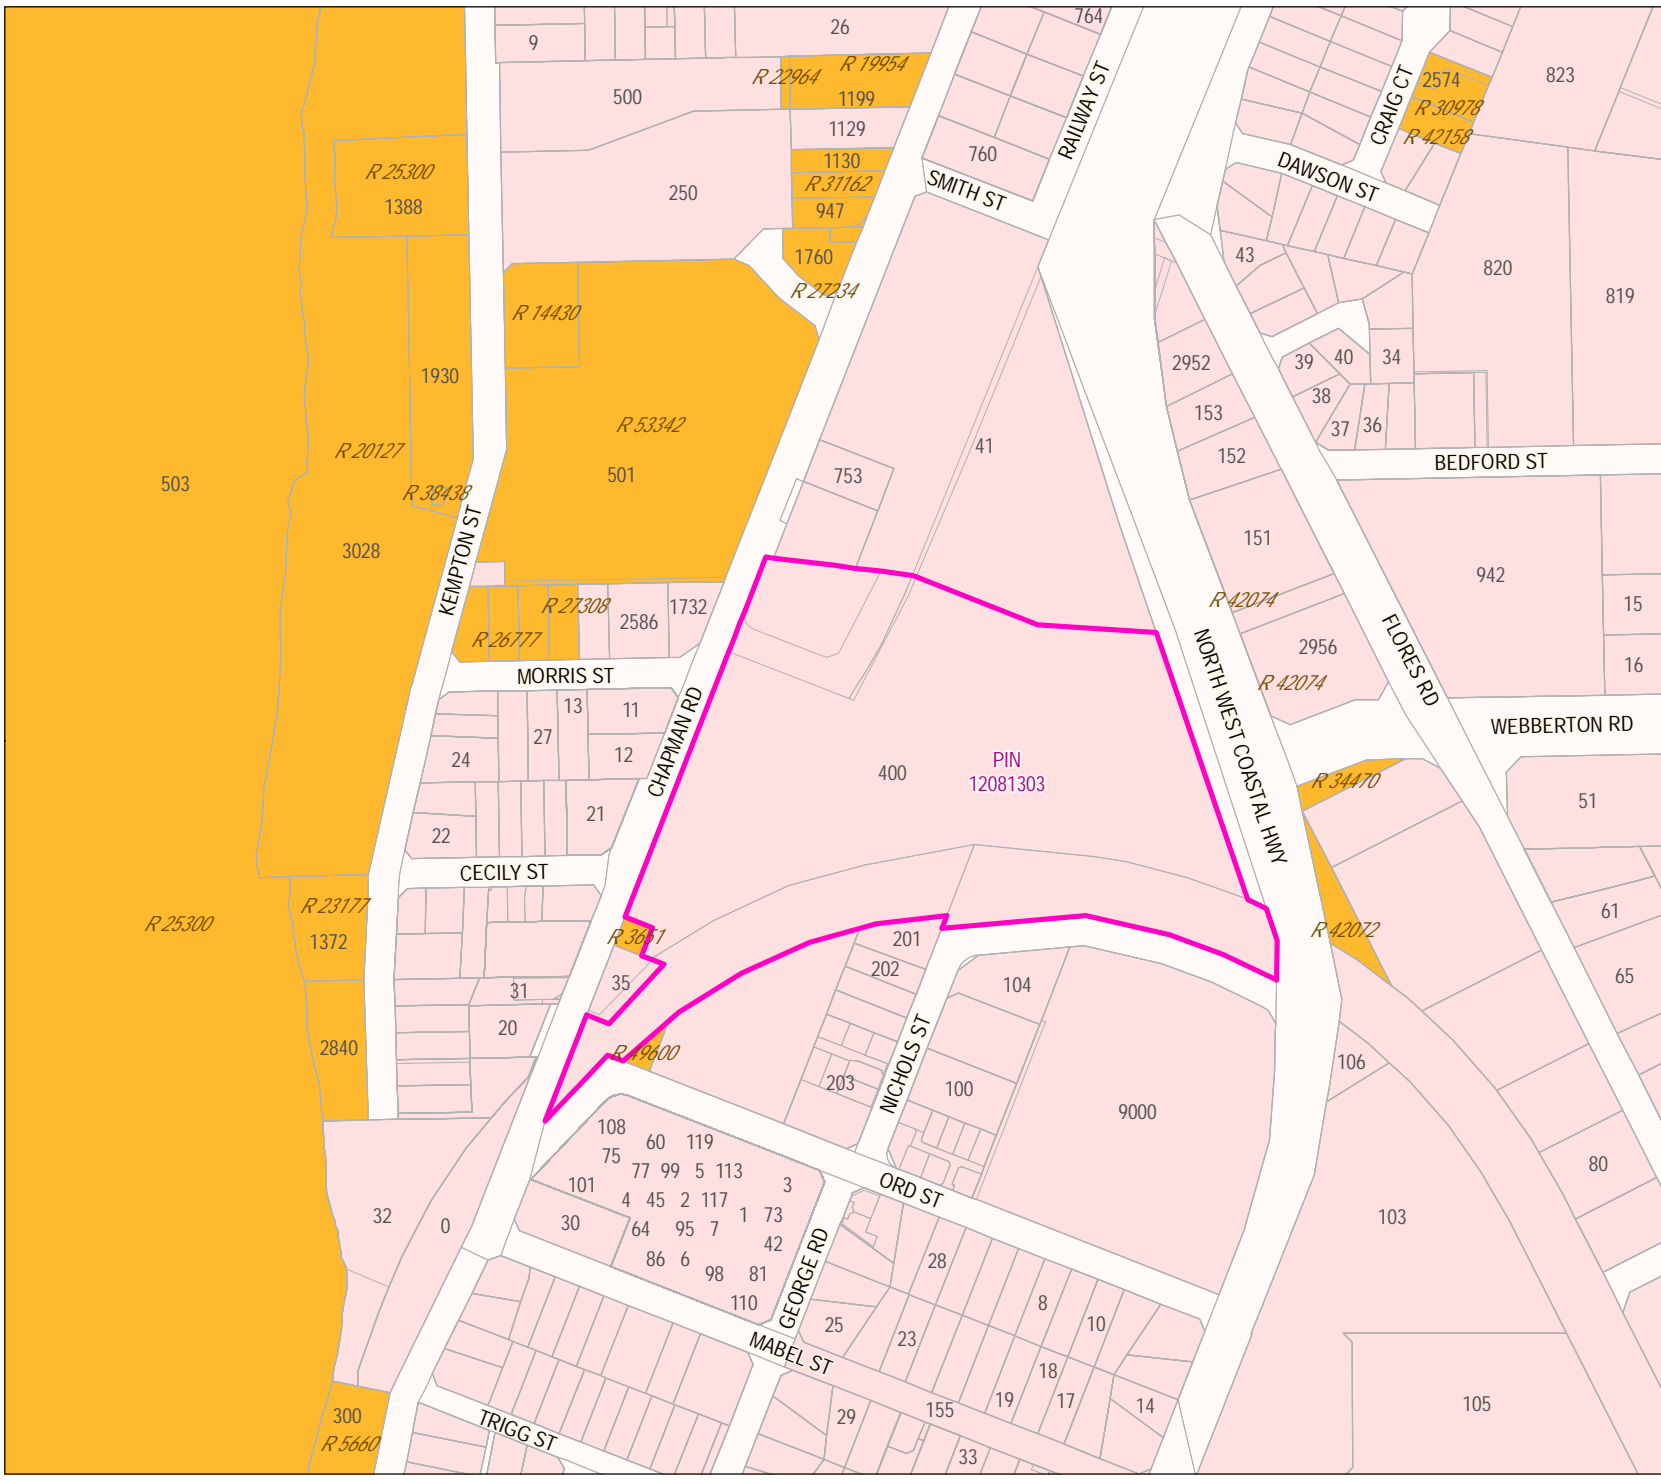 764
9
26
R 22964
R 19954
2574
823
500
1199
R 30978
1129
CRAIG CT
R 42158
RAILWAY ST
760
1130
R 25300
R 31162
DAWSON ST
SMITH ST
1388
250
947
43
1760
820
R 27234
819
R 14430
1930
2952
39
40
34
38
153
R 53342
37
36
41
R 20127
152
BEDFORD ST
503
R 38438
501
753
KEMPTON ST
151
3028
942
R 27308
R 42074
15
2586
1732
R 26777
2956
16
MORRIS ST
R 42074
FLORES RD
NORTH WEST COASTAL HWY
13
11
27
12
24
CHAPMAN RD
WEBBERTON RD
400
PIN
12081303
R 34470
51
21
22
CECILY ST
R 23177
R 25300
1372
R 3651
201
R 42072
61
202
35
104
65
31
20
2840
R 49600
106
203
NICHOLS ST
100
9000
108
60
119
75
77
99
5
113
101
4
45
2
117
3
30
64
95
7
1
73
86
6
42
98
81
110
ORD ST
80
32
0
103
GEORGE RD
28
8
10
25
23
MABEL ST
18
19
17
14
155
29
33
105
300
R 5660
TRIGG ST